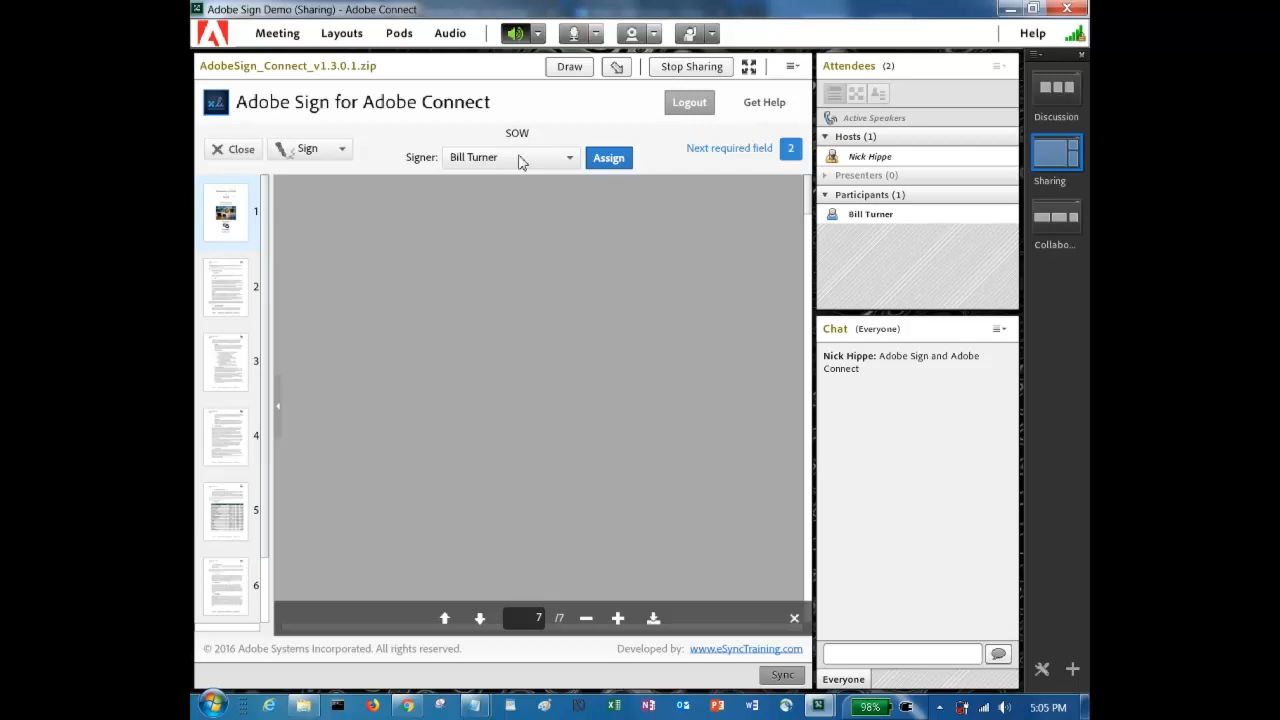 Adobe Sign Demo (Sharing) - Adobe Connect
Meeting
Layouts
Pods
Audio
Help
AdobeSign_Connect_v1.3.0.1.zip
Draw
Stop Sharing
Adobe Sign for Adobe Connect
Logout
Get Help
SOW
Close
Sign
Signer:
Bill Turner
Assign
Next required field
2
1
2
3
4
5
6
7
/7
© 2016 Adobe Systems Incorporated. All rights reserved.
Developed by: www.eSyncTraining.com
Sync
Attendees (2)
Active Speakers
Hosts (1)
Nick Hippe
Presenters (0)
Participants (1)
Bill Turner
Chat (Everyone)
Nick Hippe: Adobe Sign and Adobe
Connect
Everyone
Discussion
Sharing
Collabo...
98%
5:05 PM